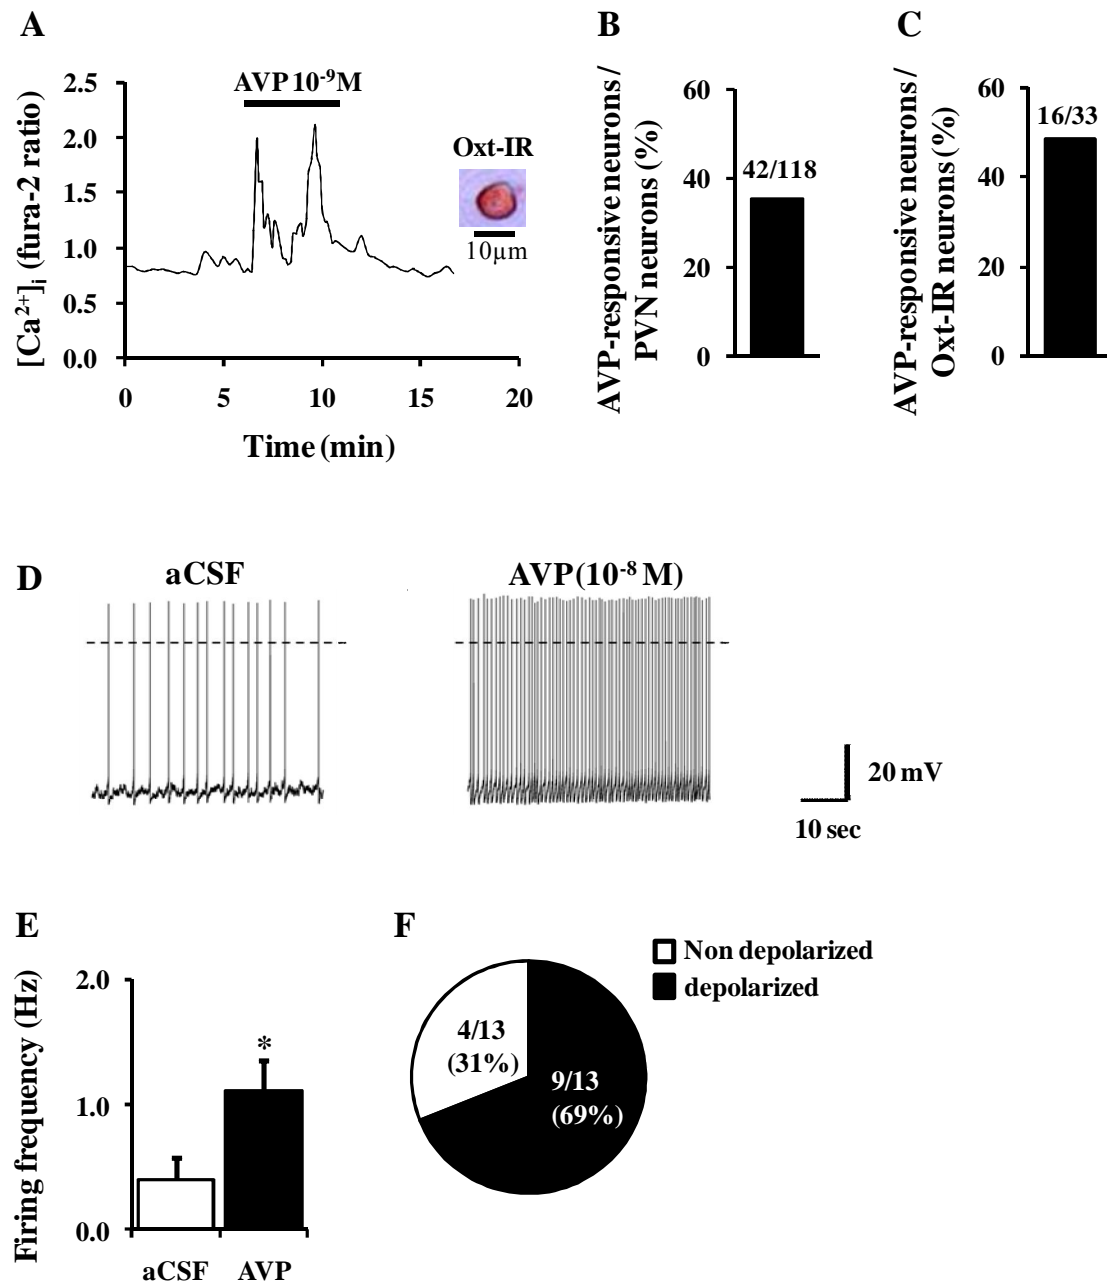 A
AVP 10⁻⁹M
[Ca²⁺]ᵢ (fura-2 ratio)
2.5
2.0
1.5
1.0
0.5
0.0
0 5 10 15 20
Time (min)
Oxt-IR
10µm
B
AVP-responsive neurons /
PVN neurons (%)
60
40
20
0
42/118
C
AVP-responsive neurons /
Oxt-IR neurons (%)
60
40
20
0
16/33
D
aCSF
AVP (10⁻⁸ M)
20 mV
10 sec
E
Firing frequency (Hz)
2.0
1.0
0.0
*
aCSF AVP
F
Non depolarized
depolarized
4/13
(31%)
9/13
(69%)